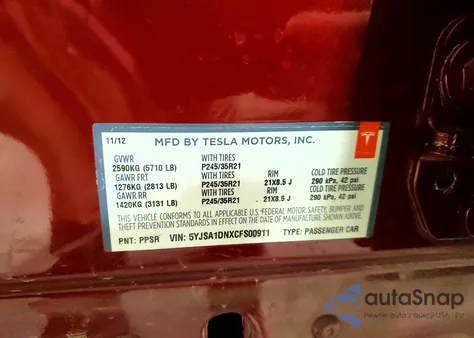 11/12 MFD BY TESLA MOTORS, INC.
GVWR WITH TIRES
2590KG (5710 LB) P245/35R21
GAWR FRT WITH TIRES RIM COLD TIRE PRESSURE
1276KG (2813 LB) P245/35R21 21X8.5 J 290 kPa, 42 psi
GAWR RR WITH TIRES RIM COLD TIRE PRESSURE
1420KG (3131 LB) P245/35R21 21X8.5 J 290 kPa, 42 psi
THIS VEHICLE CONFORMS TO ALL APPLICABLE U.S. FEDERAL MOTOR SAFETY, BUMPER AND
THEFT PREVENTION STANDARDS IN EFFECT ON THE DATE OF MANUFACTURE SHOWN ABOVE.
PNT: PPSR VIN: 5YJSA1DNXCFS00911 TYPE: PASSENGER CAR
autoSnap
Pewne auta z aukcji USA